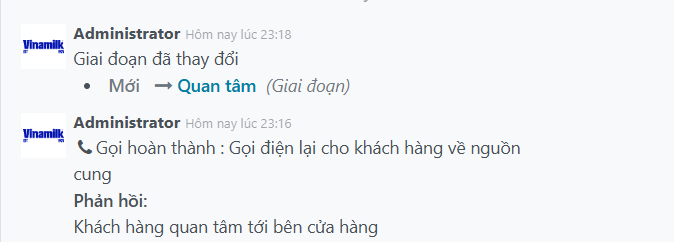 Vinamilk
Administrator Hôm nay lúc 23:18
Giai đoạn đã thay đổi
• Mới → Quan tâm (Giai đoạn)
Vinamilk
Administrator Hôm nay lúc 23:16
Gọi hoàn thành : Gọi điện lại cho khách hàng về nguồn
cung
Phản hồi:
Khách hàng quan tâm tới bên cửa hàng